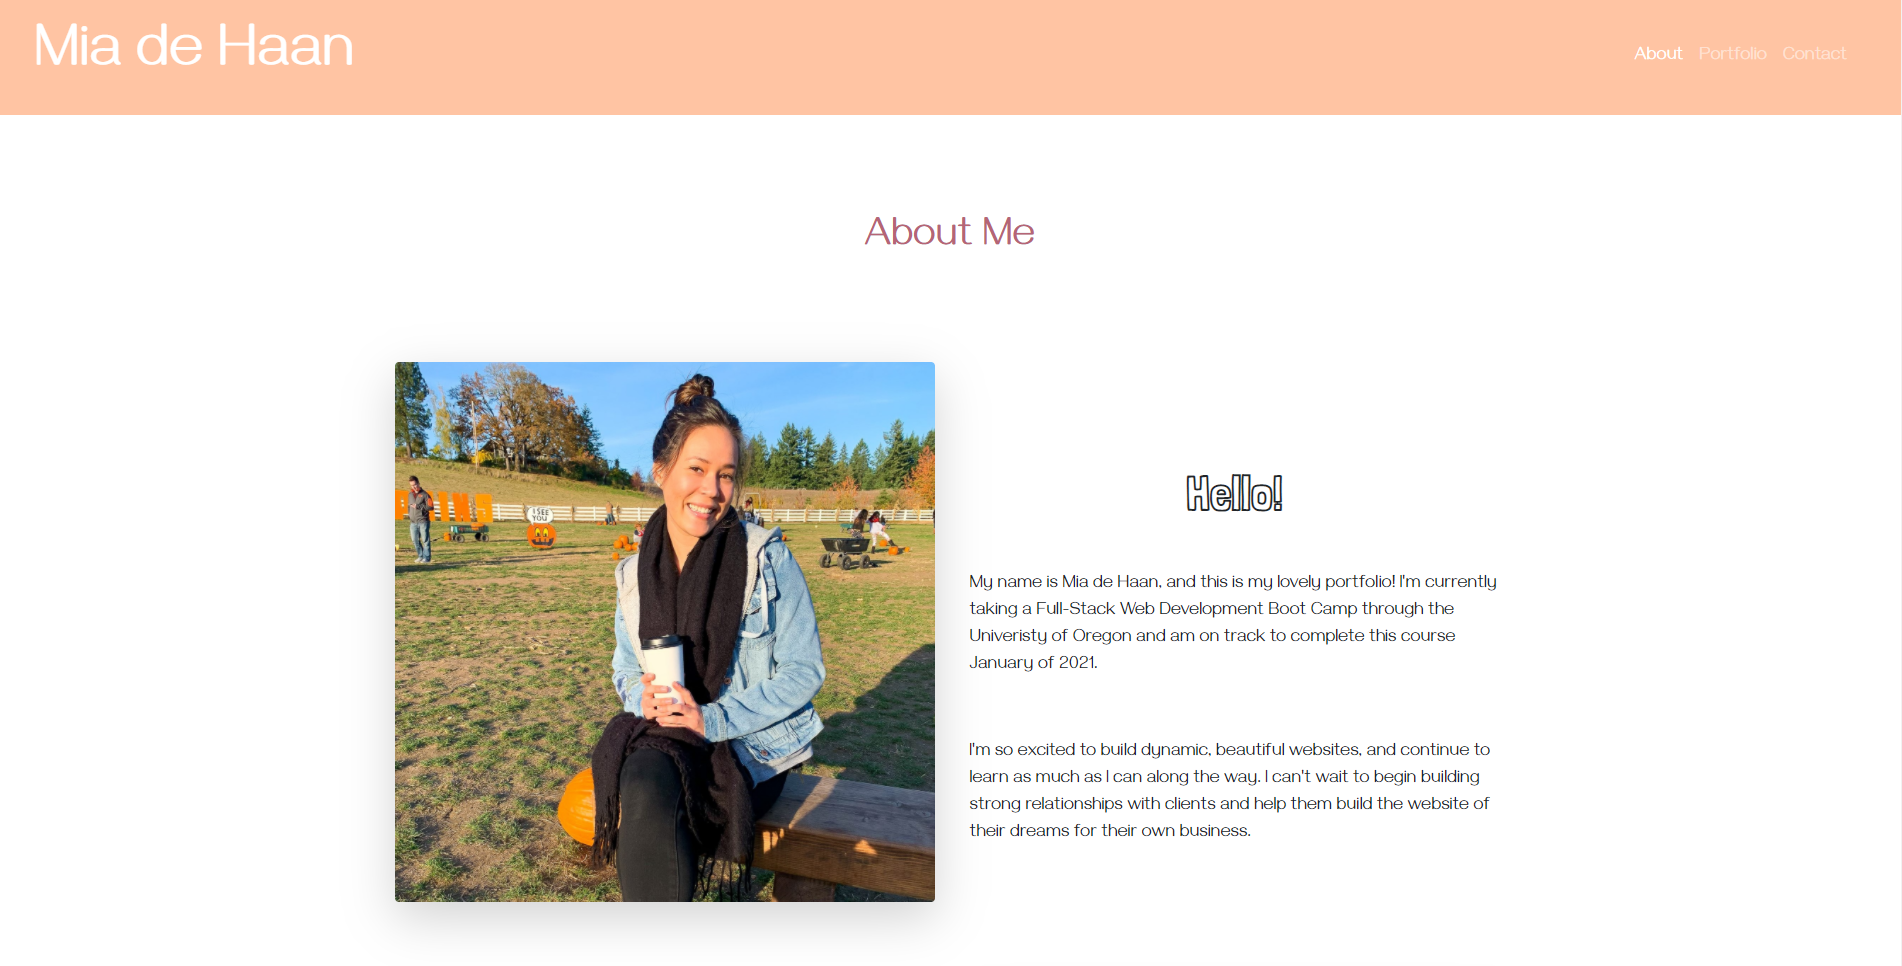 Mia de Haan
About Portfolio Contact
About Me
I SEE
YOU
Hello!
My name is Mia de Haan, and this is my lovely portfolio! I'm currently
taking a Full-Stack Web Development Boot Camp through the
Univeristy of Oregon and am on track to complete this course
January of 2021.
I'm so excited to build dynamic, beautiful websites, and continue to
learn as much as I can along the way. I can't wait to begin building
strong relationships with clients and help them build the website of
their dreams for their own business.